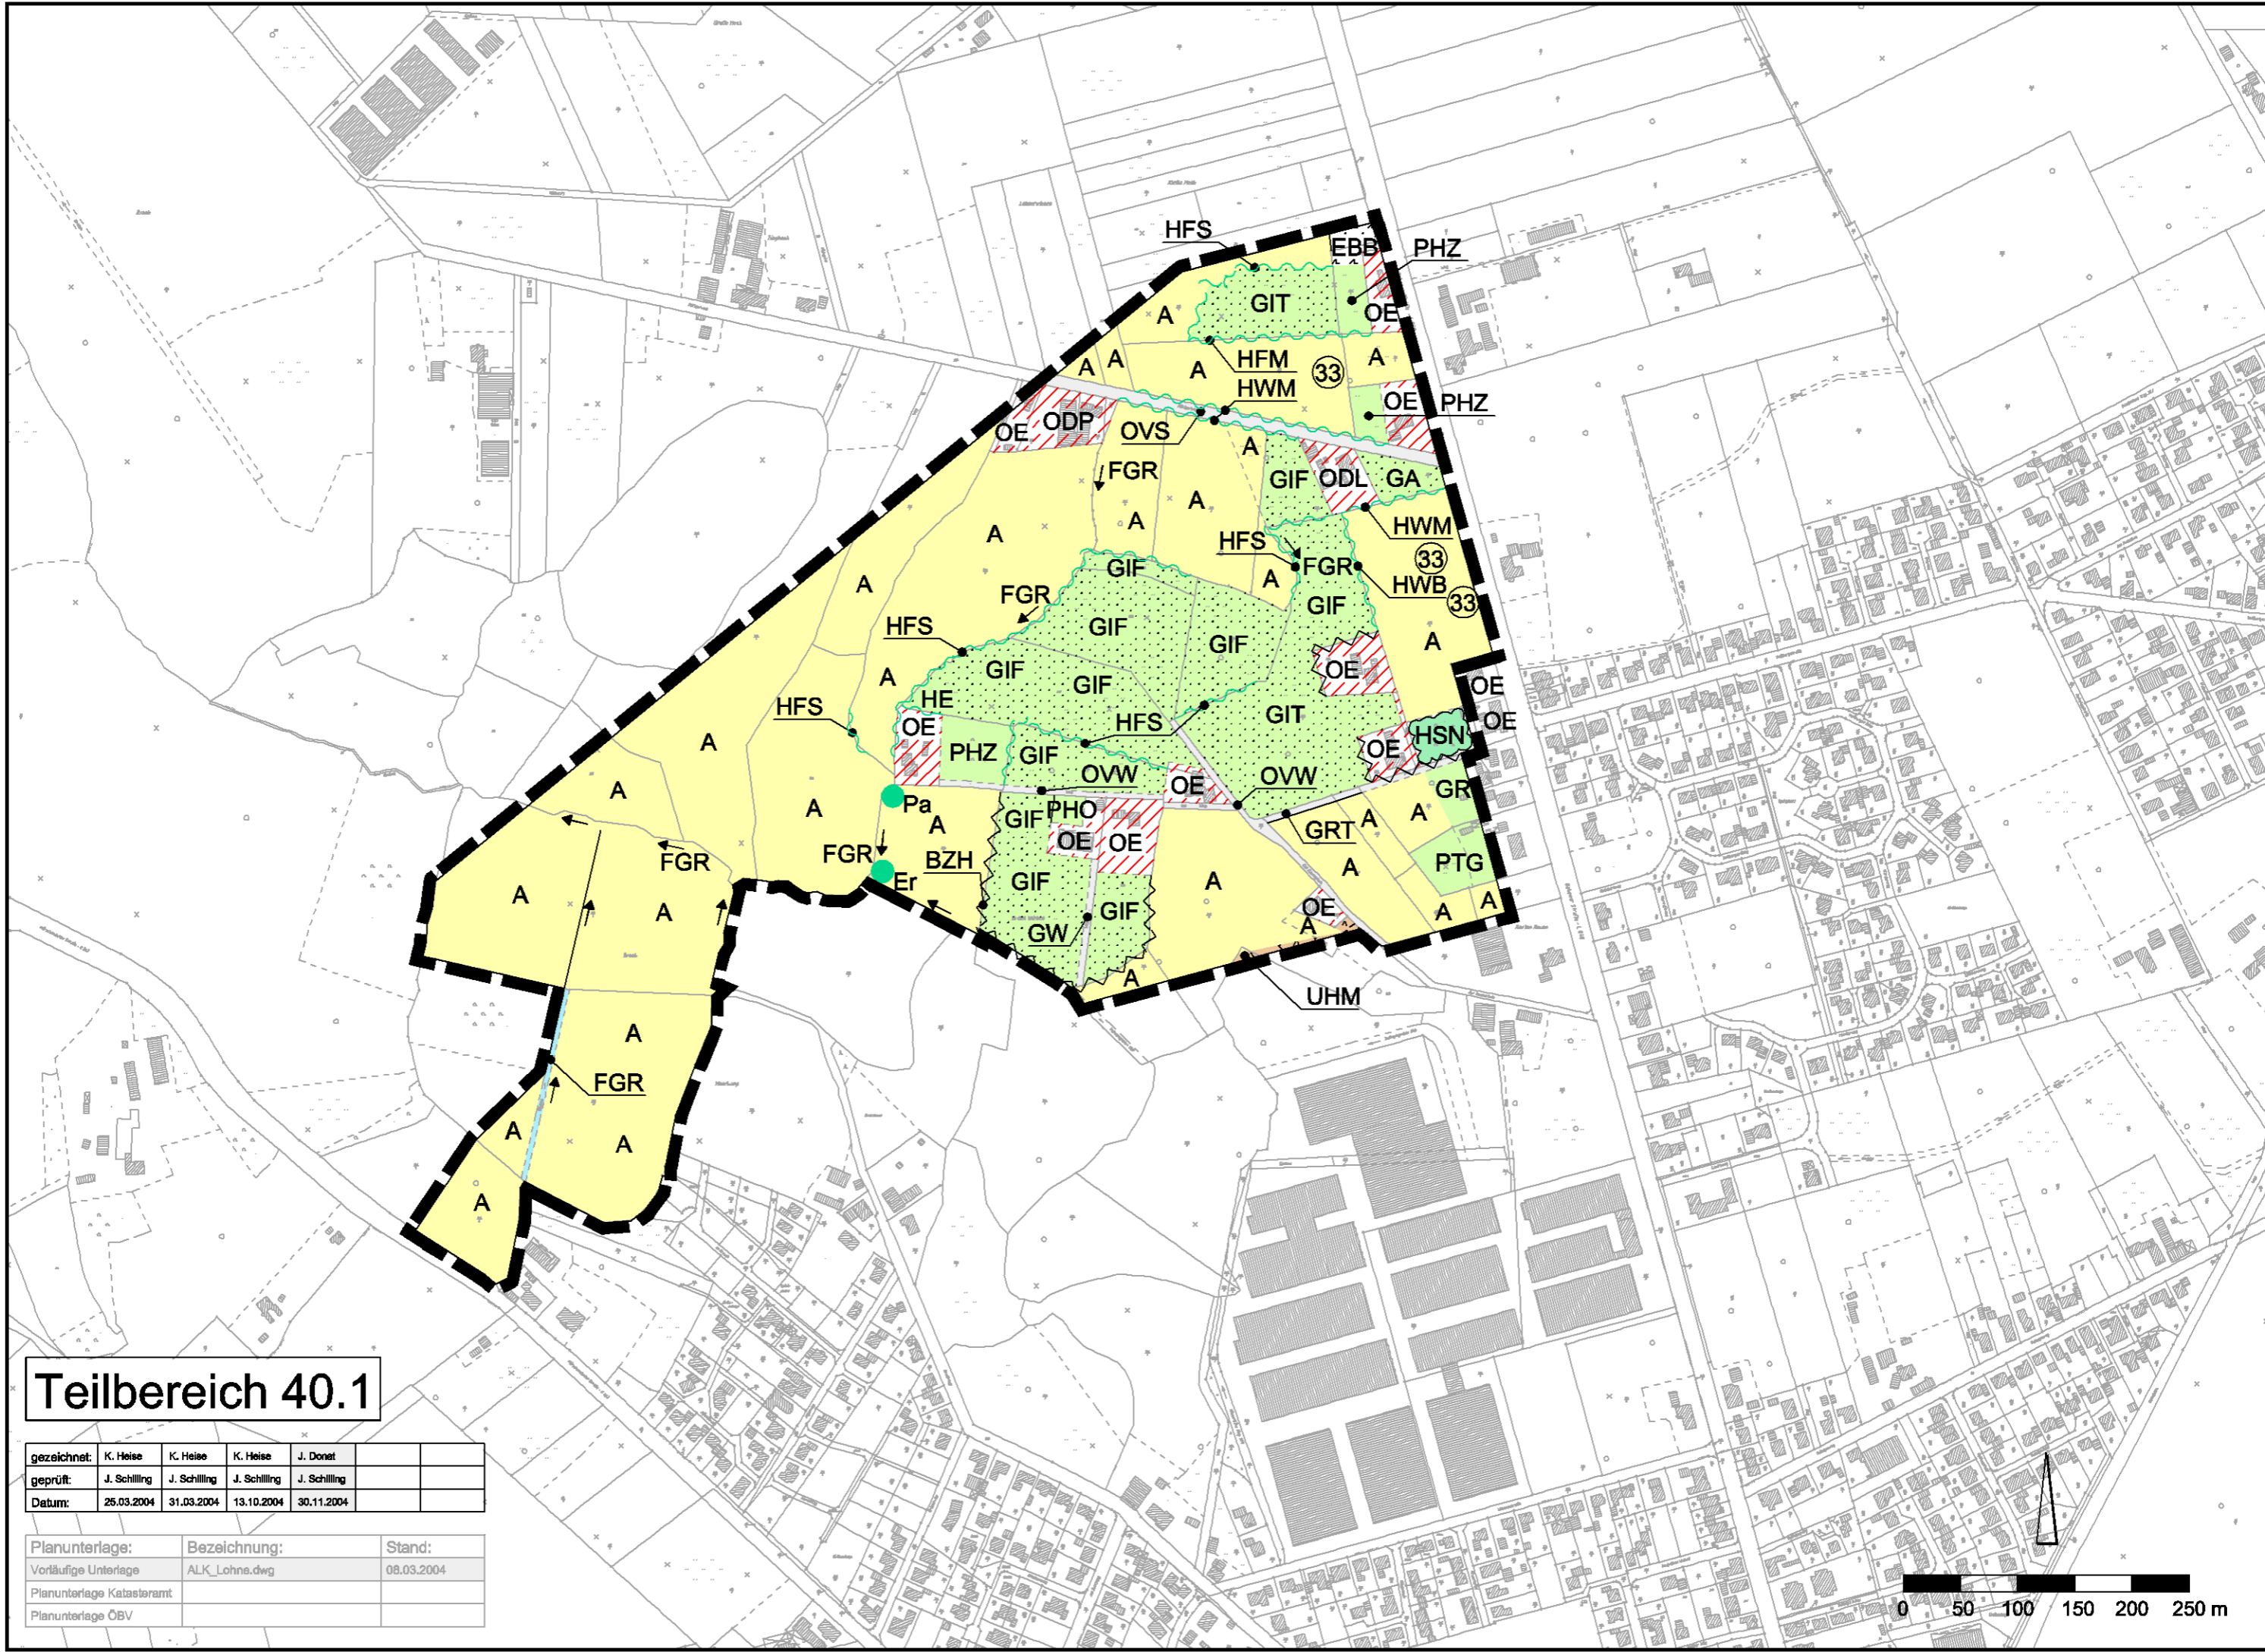 HFS
EBB
PHZ
GIT
A
OE
HFM
33
A
A
A
A
HWM
OE
PHZ
OE
ODP
OVS
A
FGR
GIF
ODL
GA
A
A
A
HWM
HFS
FGR
33
GIF
A
HWB
33
A
FGR
GIF
HFS
GIF
GIF
A
GIF
GIF
OE
A
HE
OE
HFS
HFS
GIT
OE
OE
HSN
A
PHZ
GIF
OE
OVW
OE
OVW
GR
A
A
Pa
A
GIF
PHO
GRT
A
A
FGR
FGR
BZH
OE
OE
PTG
Er
GIF
A
A
A
A
GIF
OE
A
A
GW
A
A
UHM
A
FGR
A
A
A
Teilbereich 40.1
gezeichnet: K. Heise K. Heise K. Heise J. Donat
geprüft: J. Schilling J. Schilling J. Schilling J. Schilling
Datum: 25.03.2004 31.03.2004 13.10.2004 30.11.2004
Planunterlage: Bezeichnung: Stand:
Vorläufige Unterlage ALK_Lohne.dwg 08.03.2004
Planunterlage Katasteramt
Planunterlage ÖBV
0 50 100 150 200 250 m